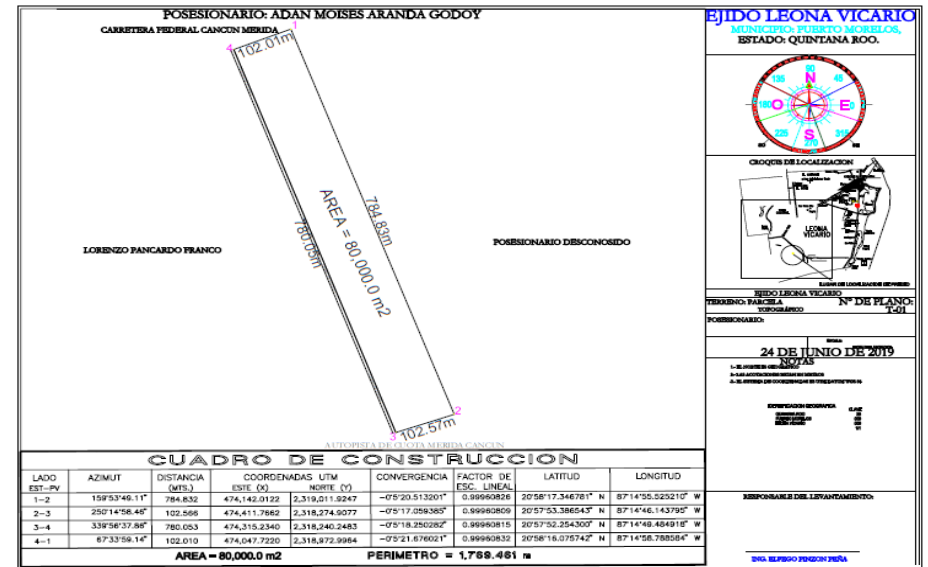 POSESIONARIO: ADAN MOISES ARANDA GODOY
CARRETERA FEDERAL CANCUN MERIDA
1
4
102.01m
784.83m
780.05m
AREA = 80,000.0 m2
LORENZO PANCARDO FRANCO
POSESIONARIO DESCONOSIDO
2
3
102.57m
AUTOPISTA DE CUOTA MERIDA CANCUN
CUADRO DE CONSTRUCCION
LADO AZIMUT DISTANCIA COORDENADAS UTM CONVERGENCIA FACTOR DE LATITUD LONGITUD
EST-PV (MTS.) ESTE (X) NORTE (Y) ESC. LINEAL
1-2 159°53'49.11" 784.832 474,142.0122 2,319,011.9247 -0°5'20.513201" 0.99960826 20°58'17.346781" N 87°14'55.525210" W
2-3 250°14'58.46" 102.566 474,411.7662 2,318,274.9077 -0°5'17.059385" 0.99960809 20°57'53.386543" N 87°14'46.143795" W
3-4 339°56'37.88" 780.053 474,315.2340 2,318,240.2483 -0°5'18.250282" 0.99960815 20°57'52.254300" N 87°14'49.484918" W
4-1 67°33'59.14" 102.010 474,047.7220 2,318,972.9964 -0°5'21.676021" 0.99960832 20°58'16.075742" N 87°14'58.788584" W
AREA = 80,000.0 m2 PERIMETRO = 1,769.461 m
EJIDO LEONA VICARIO
MUNICIPIO: PUERTO MORELOS,
ESTADO: QUINTANA ROO.
90
135 N 45
180 O E 0
225 S 315
270
CROQUIS DE LOCALIZACION
LEONA
VICARIO
EJIDO LEONA VICARIO
TERRENO: PARCELA Nº DE PLANO:
TOPOGRÁFICO T-01
POSESIONARIO:
24 DE JUNIO DE 2019
NOTAS
RESPONSABLE DEL LEVANTAMIENTO:
ING. ELFEGO PINZON PEÑA